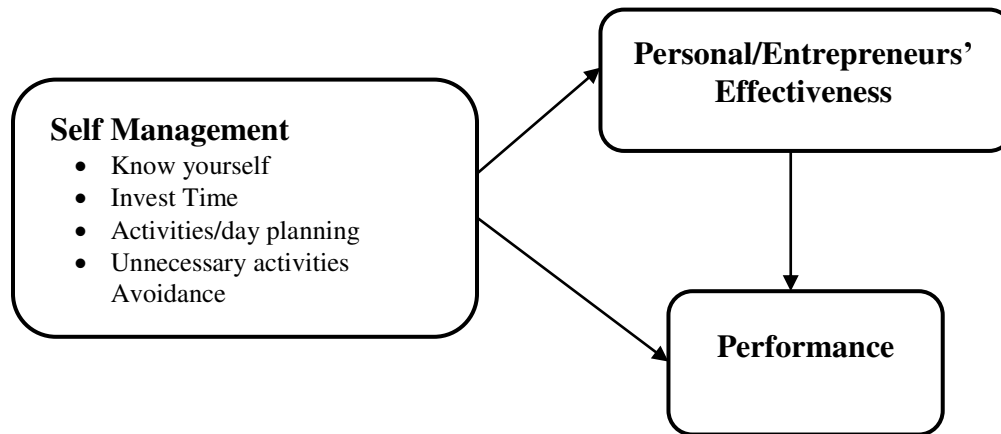 Personal/Entrepreneurs’
Effectiveness
Self Management
• Know yourself
• Invest Time
• Activities/day planning
• Unnecessary activities
Avoidance
Performance